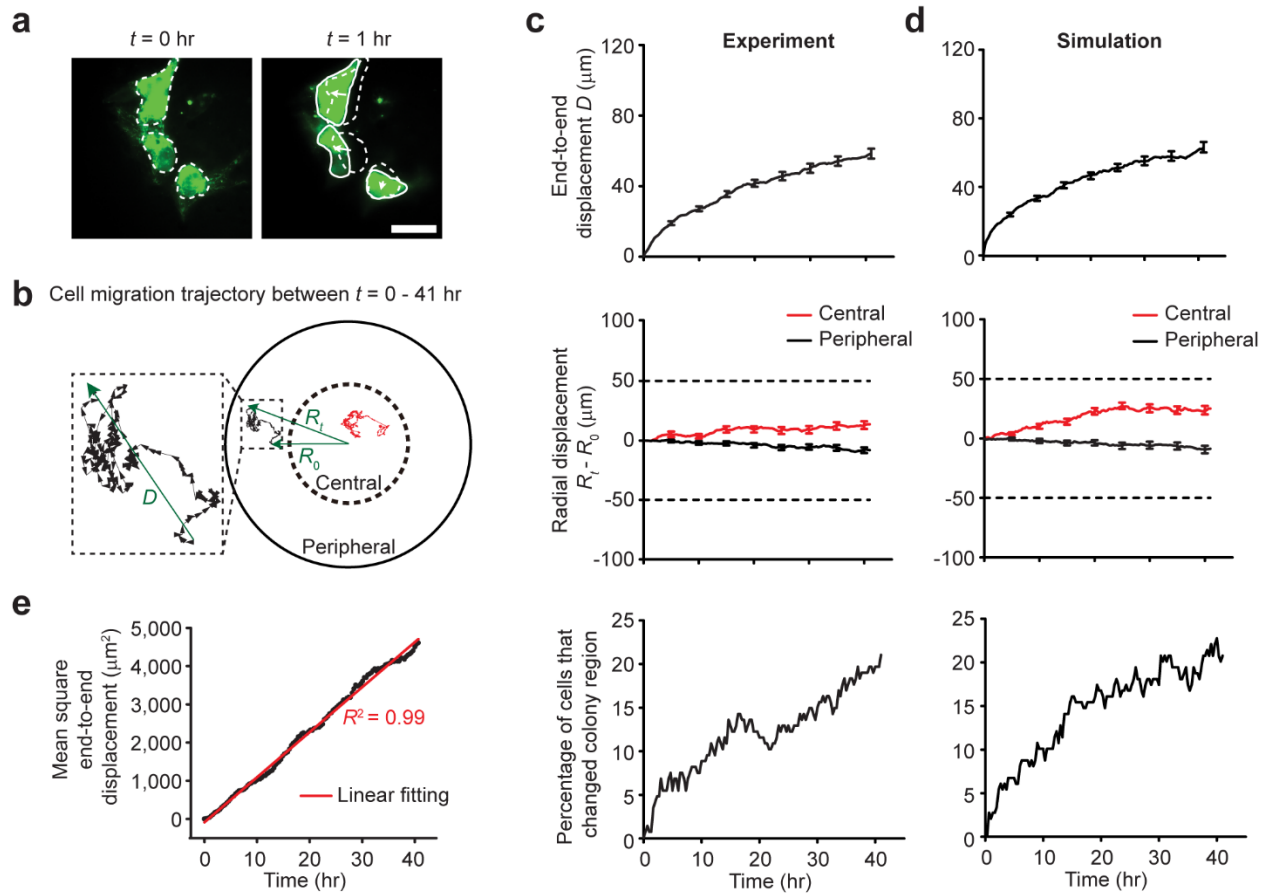 a
t = 0 hr
t = 1 hr
b
Cell migration trajectory between t = 0 - 41 hr
D
R_t
R_0
Central
Peripheral
c
Experiment
End-to-end
displacement D (μm)
120
80
40
0
Central
Peripheral
Radial displacement
R_t - R_0 (μm)
100
50
0
-50
-100
Percentage of cells that
changed colony region
25
20
15
10
5
0
0
10
20
30
40
Time (hr)
d
Simulation
120
80
40
0
Central
Peripheral
100
50
0
-50
-100
25
20
15
10
5
0
0
10
20
30
40
Time (hr)
e
Mean square
end-to-end
displacement (μm²)
5,000
4,000
3,000
2,000
1,000
0
R² = 0.99
Linear fitting
0
10
20
30
40
Time (hr)